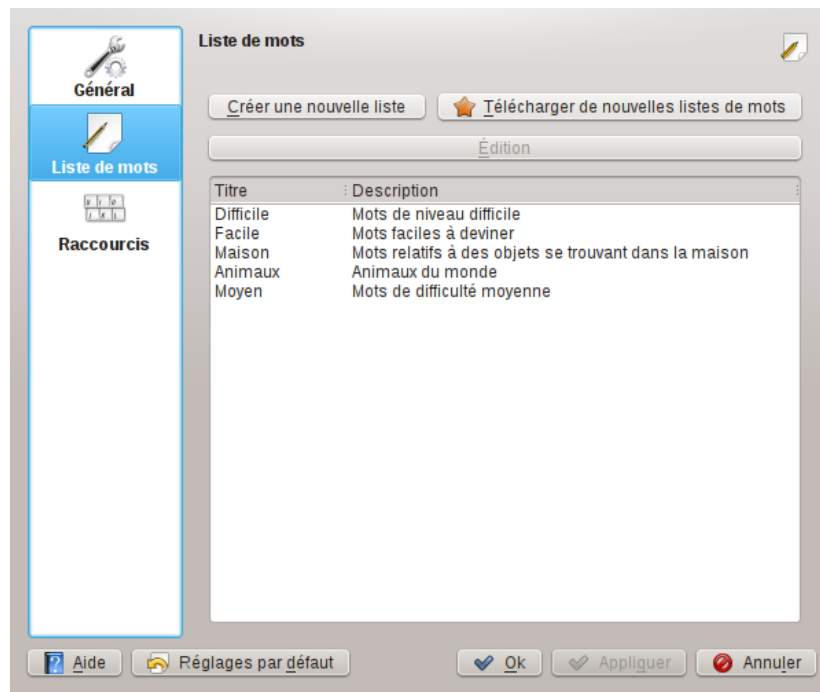 Général
Liste de mots
Raccourcis
Liste de mots
Créer une nouvelle liste
Télécharger de nouvelles listes de mots
Édition
Titre Description
Difficile Mots de niveau difficile
Facile Mots faciles à deviner
Maison Mots relatifs à des objets se trouvant dans la maison
Animaux Animaux du monde
Moyen Mots de difficulté moyenne
Aide Réglages par défaut Ok Appliquer Annuler